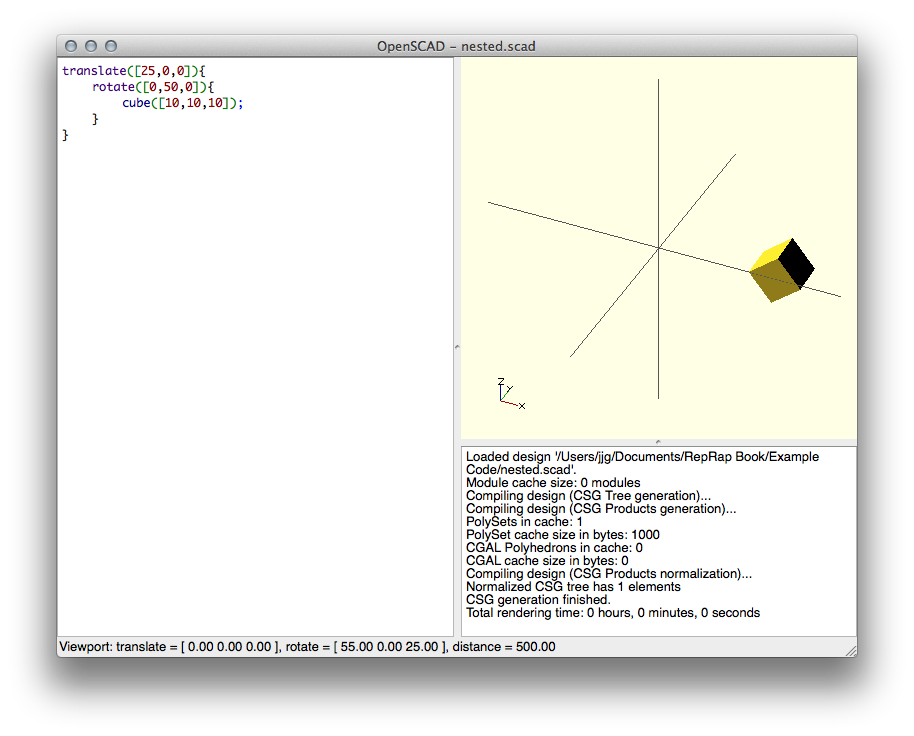 OpenSCAD – nested.scad
translate([25,0,0]){
rotate([0,50,0]){
cube([10,10,10]);
}
}
Z
Y
X
Loaded design '/Users/jjg/Documents/RepRap Book/Example
Code/nested.scad'.
Module cache size: 0 modules
Compiling design (CSG Tree generation)...
Compiling design (CSG Products generation)...
PolySets in cache: 1
PolySet cache size in bytes: 1000
CGAL Polyhedrons in cache: 0
CGAL cache size in bytes: 0
Compiling design (CSG Products normalization)...
Normalized CSG tree has 1 elements
CSG generation finished.
Total rendering time: 0 hours, 0 minutes, 0 seconds
Viewport: translate = [ 0.00 0.00 0.00 ], rotate = [ 55.00 0.00 25.00 ], distance = 500.00